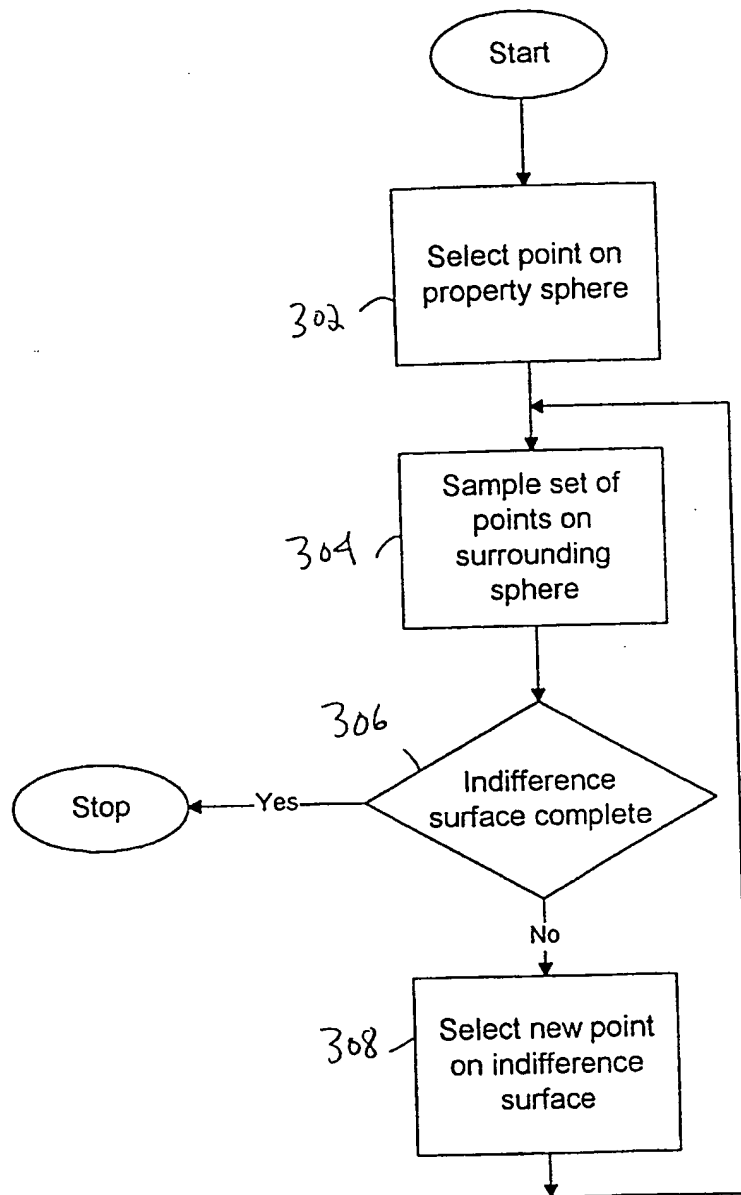 Start
Select point on
property sphere
302
Sample set of
points on
surrounding
sphere
304
306
Indifference
surface complete
Yes
Stop
No
Select new point
on indifference
surface
308